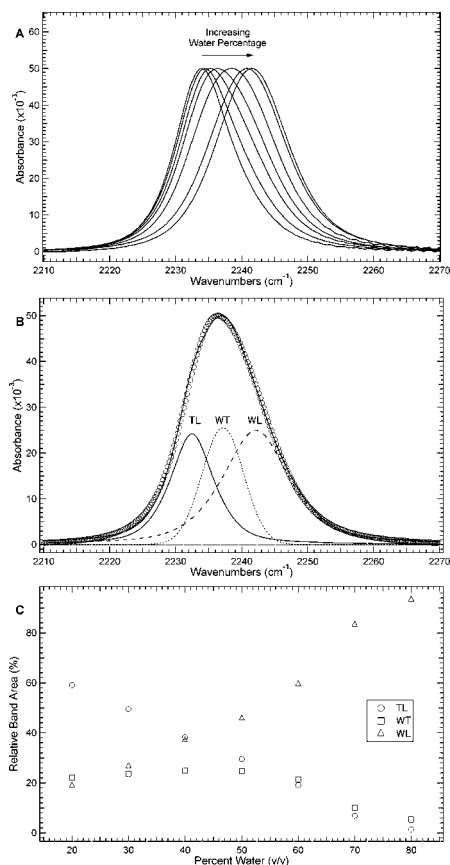 A
Increasing
Water Percentage
Absorbance (x10⁻³)
60
50
40
30
20
10
0
2210
2220
2230
2240
2250
2260
2270
Wavenumbers (cm⁻¹)
B
Absorbance (x10⁻³)
50
40
30
20
10
0
TL
WT
WL
2210
2220
2230
2240
2250
2260
2270
Wavenumbers (cm⁻¹)
C
Relative Band Area (%)
80
60
40
20
0
TL
WT
WL
20
30
40
50
60
70
80
Percent Water (v/v)